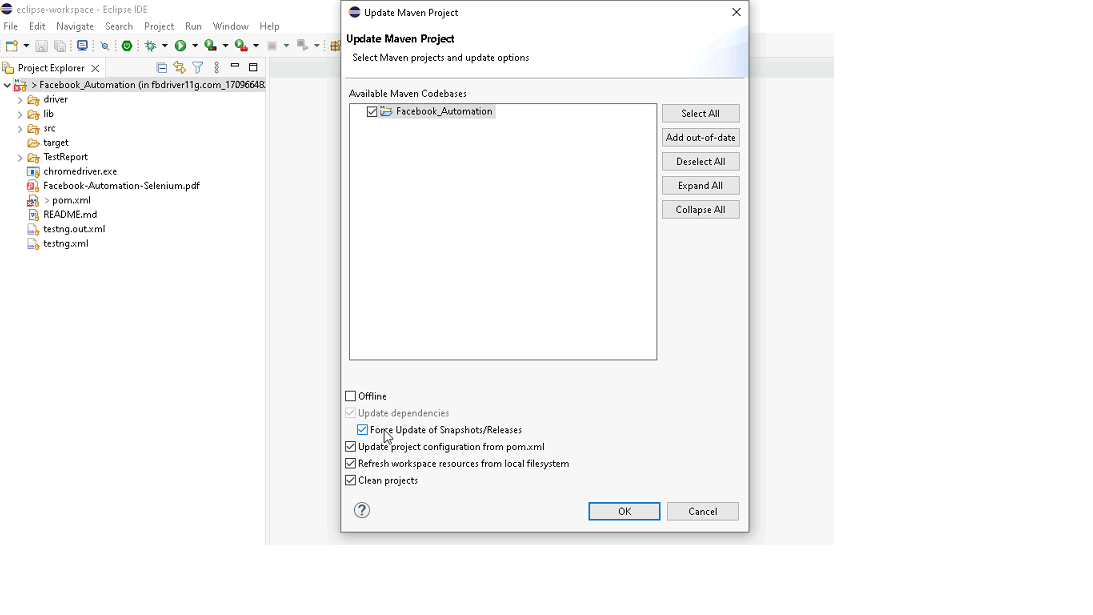 eclipse-workspace - Eclipse IDE
File Edit Navigate Search Project Run Window Help
Project Explorer
> Facebook_Automation (in fbdriver11g.com_17096648
driver
lib
src
target
TestReport
chromedriver.exe
Facebook-Automation-Selenium.pdf
> pom.xml
README.md
testng.out.xml
testng.xml
Update Maven Project
Update Maven Project
Select Maven projects and update options
Available Maven Codebases
Facebook_Automation
Select All
Add out-of-date
Deselect All
Expand All
Collapse All
Offline
Update dependencies
Force Update of Snapshots/Releases
Update project configuration from pom.xml
Refresh workspace resources from local filesystem
Clean projects
?
OK Cancel